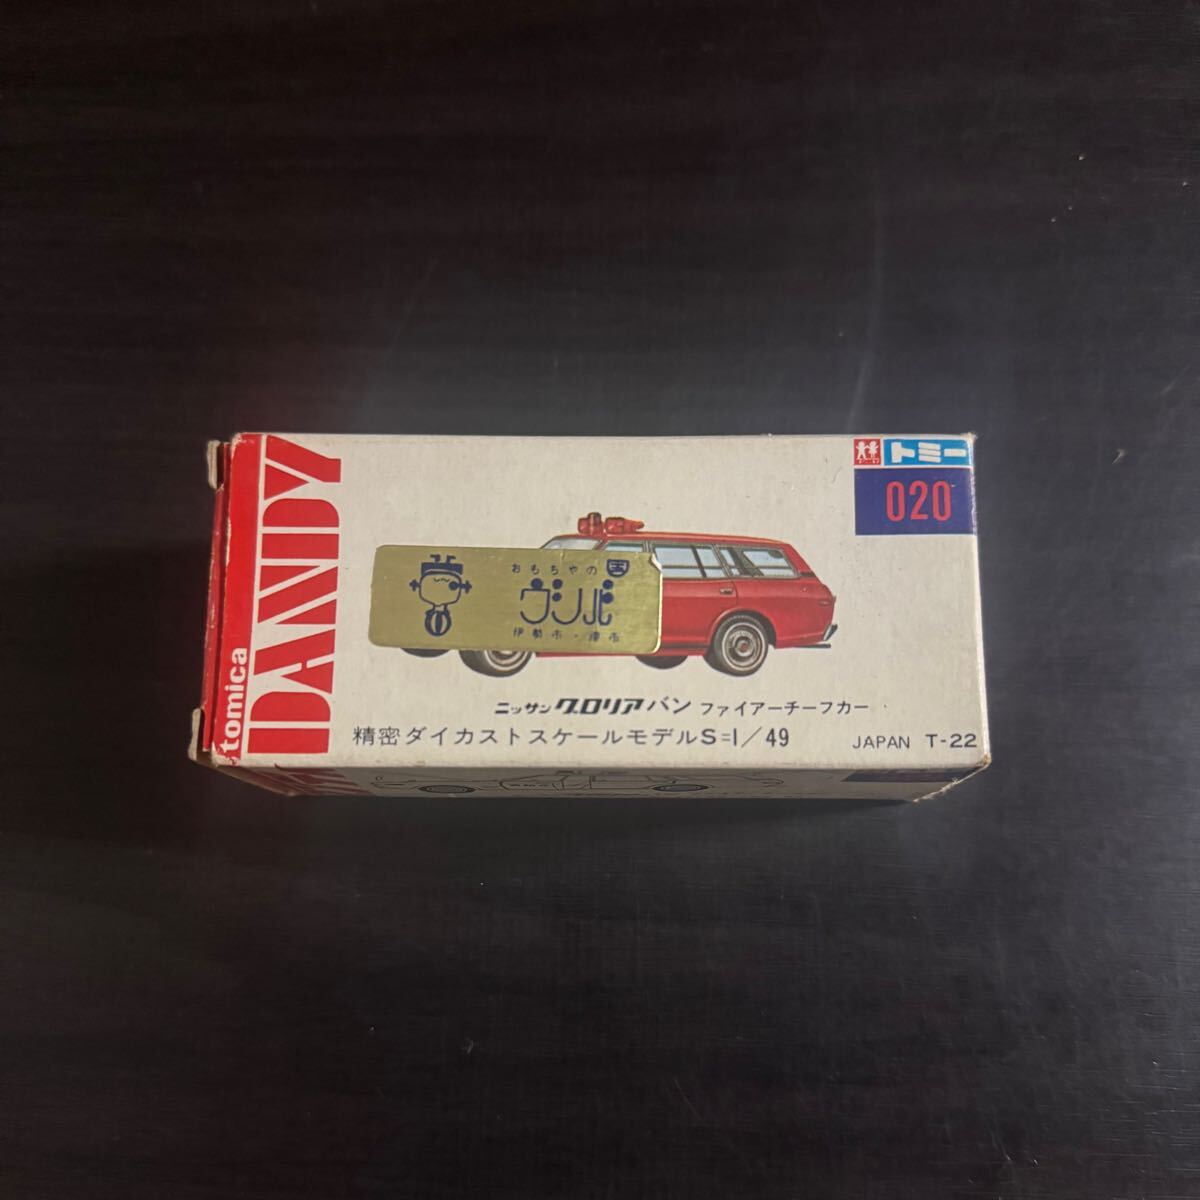 tomica
DANDY
トミー
020
おもちゃの国
ヅシバ
伊勢市・津市
ニッサン グロリアバン ファイアーチーフカー
精密ダイカストスケールモデルS=1/49
JAPAN T-22